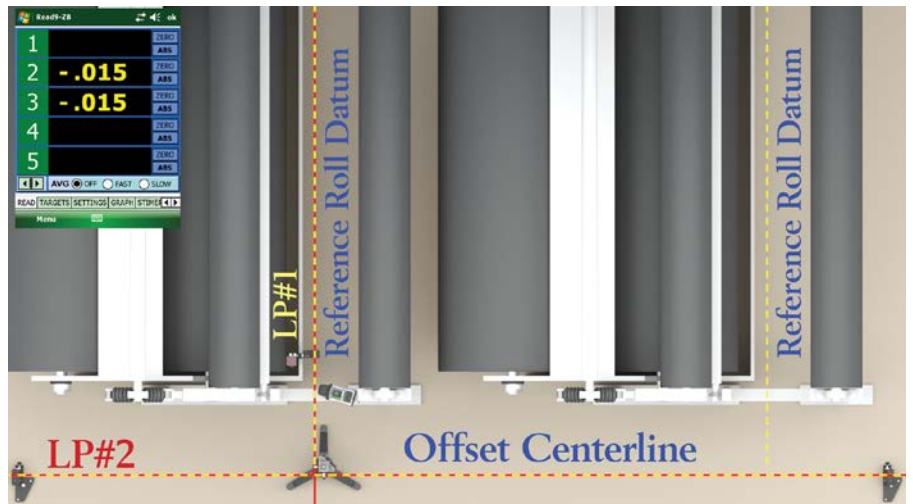 Read9-ZB ok
1 ZERO ABS
2 -.015 ZERO ABS
3 -.015 ZERO ABS
4 ZERO ABS
5 ZERO ABS
AVG OFF FAST SLOW
READ TARGETS SETTINGS GRAPH
Menu
LP#1
Reference Roll Datum
Reference Roll Datum
LP#2
Offset Centerline